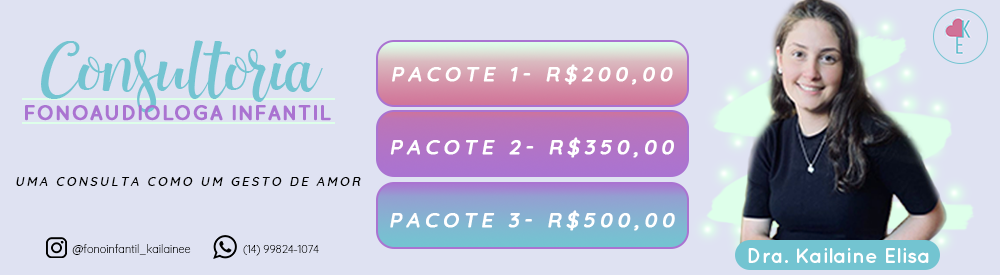 Consultoria
FONOAUDIOLOGA INFANTIL
UMA CONSULTA COMO UM GESTO DE AMOR
@fonoinfantil_kailainee
(14) 99824-1074
PACOTE 1- R$200,00
PACOTE 2- R$350,00
PACOTE 3- R$500,00
K
E
Dra. Kailaine Elisa